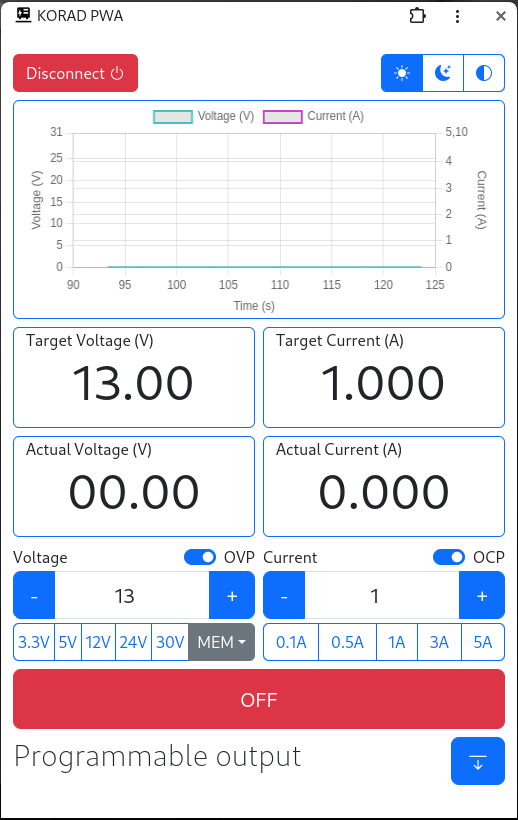 KORAD PWA
Disconnect
Voltage (V) Current (A)
31 5,10
25 4
20 3
15 2
10 1
5
0 0
Voltage (V)
Current (A)
90 95 100 105 110 115 120 125
Time (s)
Target Voltage (V) Target Current (A)
13.00 1.000
Actual Voltage (V) Actual Current (A)
00.00 0.000
Voltage OVP Current OCP
- 13 + - 1 +
3.3V 5V 12V 24V 30V MEM 0.1A 0.5A 1A 3A 5A
OFF
Programmable output